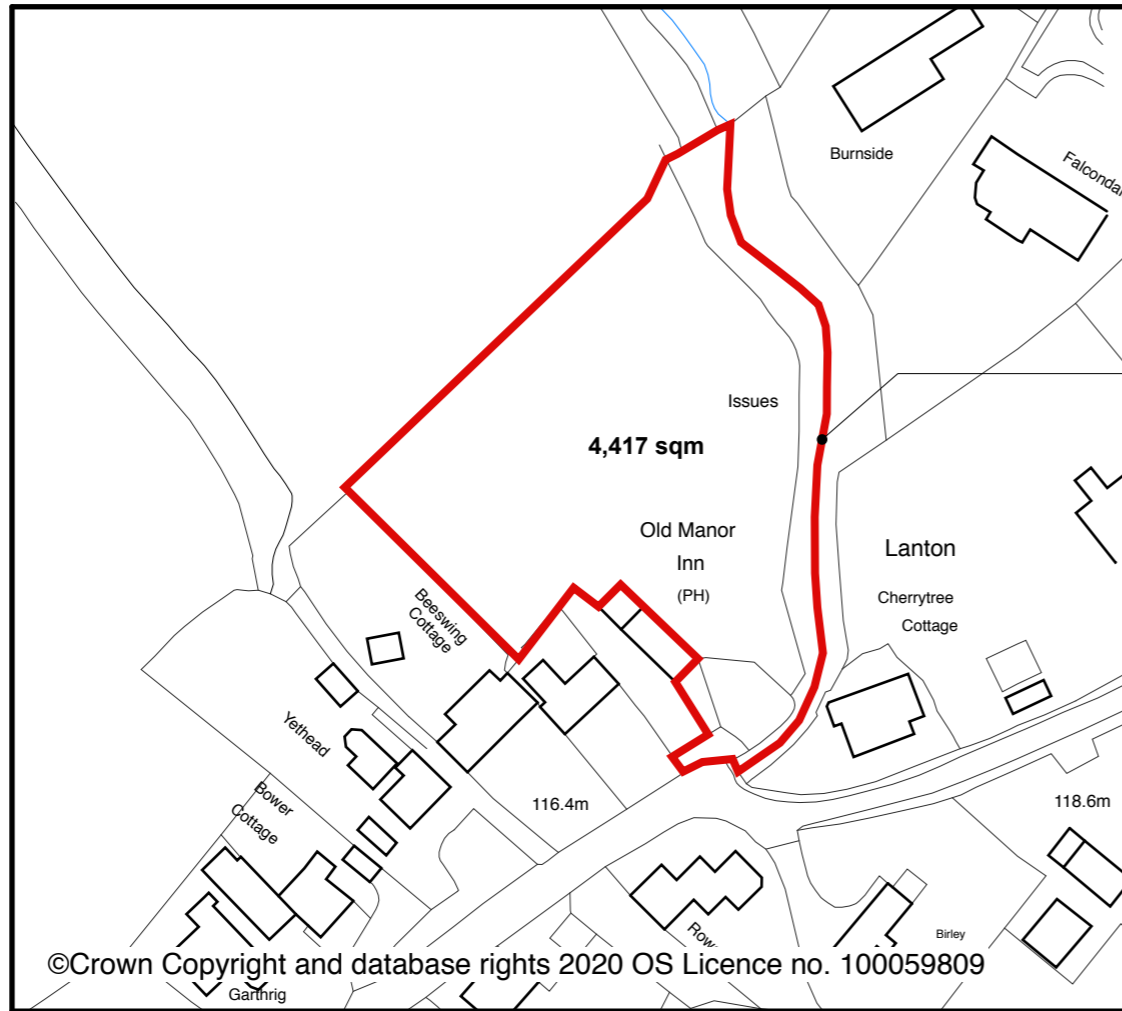 Burnside
Falcondal
Issues
4,417 sqm
Old Manor
Inn
(PH)
Lanton
Cherrytree
Cottage
Beeswing
Cottage
Yethead
Bower
Cottage
116.4m
118.6m
Birley
©Crown Copyright and database rights 2020 OS Licence no. 100059809
Garthrig